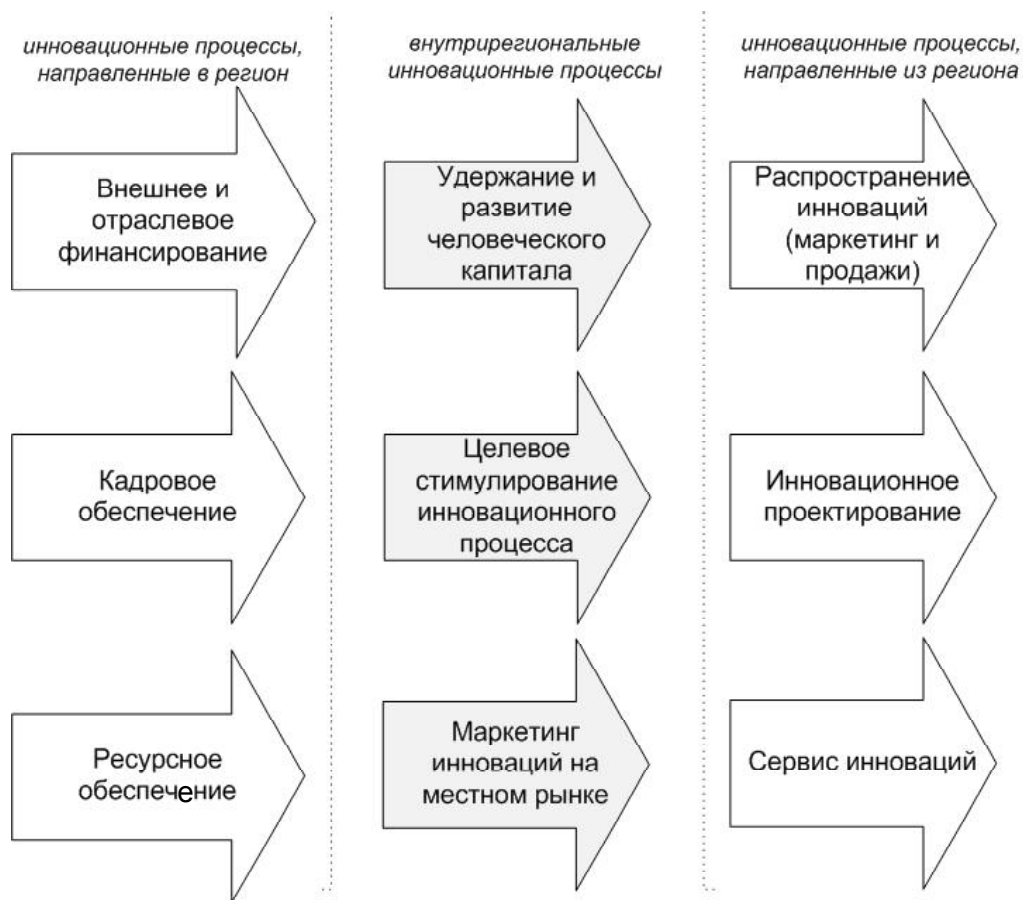 инновационные процессы,
направленные в регион
Внешнее и
отраслевое
финансирование
Кадровое
обеспечение
Ресурсное
обеспечение
внутрирегиональные
инновационные процессы
Удержание и
развитие
человеческого
капитала
Целевое
стимулирование
инновационного
процесса
Маркетинг
инноваций на
местном рынке
инновационные процессы,
направленные из региона
Распространение
инноваций
(маркетинг и
продажи)
Инновационное
проектирование
Сервис инноваций